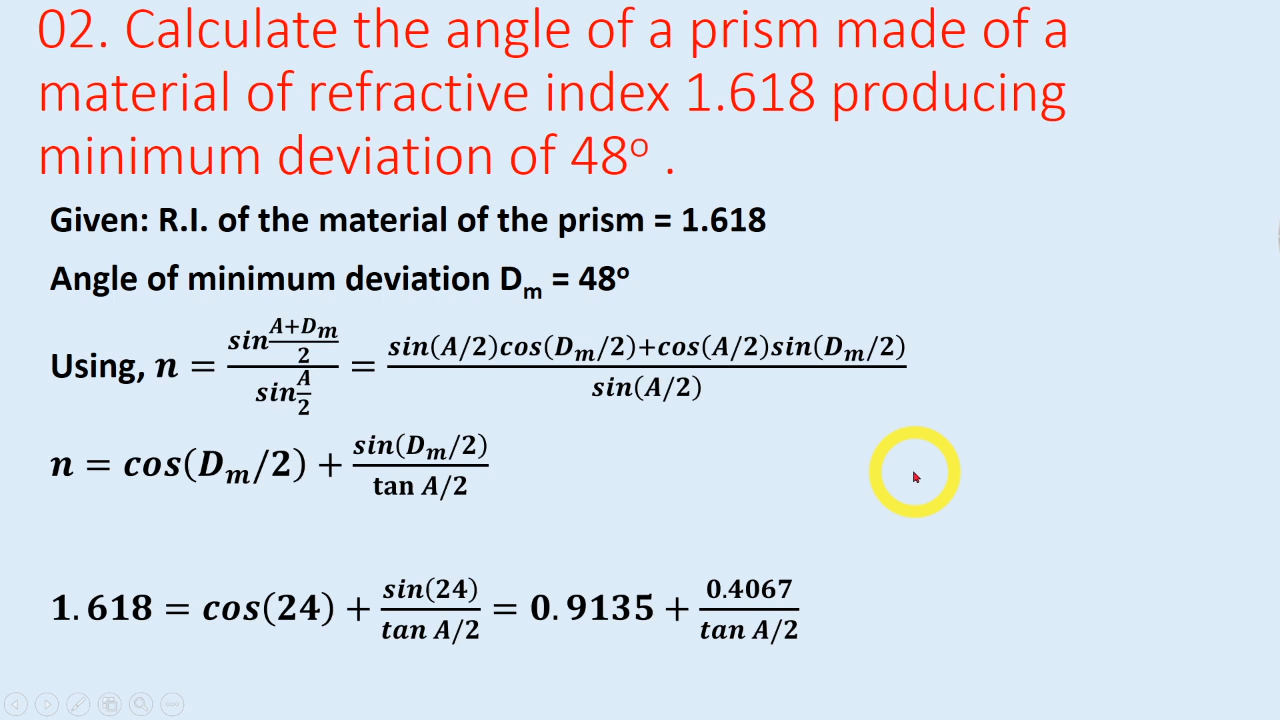 02. Calculate the angle of a prism made of a
material of refractive index 1.618 producing
minimum deviation of 48º .
Given: R.I. of the material of the prism = 1.618
Angle of minimum deviation Dₘ = 48º
Using, n = sin((A+Dₘ)/2) / sin(A/2) = (sin(A/2)cos(Dₘ/2)+cos(A/2)sin(Dₘ/2)) / sin(A/2)
n = cos(Dₘ/2) + sin(Dₘ/2) / tan A/2
1.618 = cos(24) + sin(24) / tan A/2 = 0.9135 + 0.4067 / tan A/2